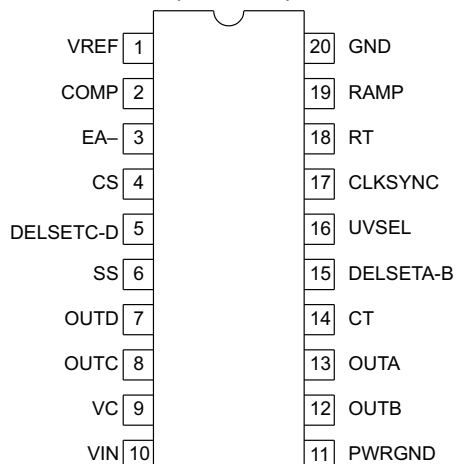 VREF 1 20 GND
COMP 2 19 RAMP
EA– 3 18 RT
CS 4 17 CLKSYNC
DELSETC-D 5 16 UVSEL
SS 6 15 DELSETA-B
OUTD 7 14 CT
OUTC 8 13 OUTA
VC 9 12 OUTB
VIN 10 11 PWRGND